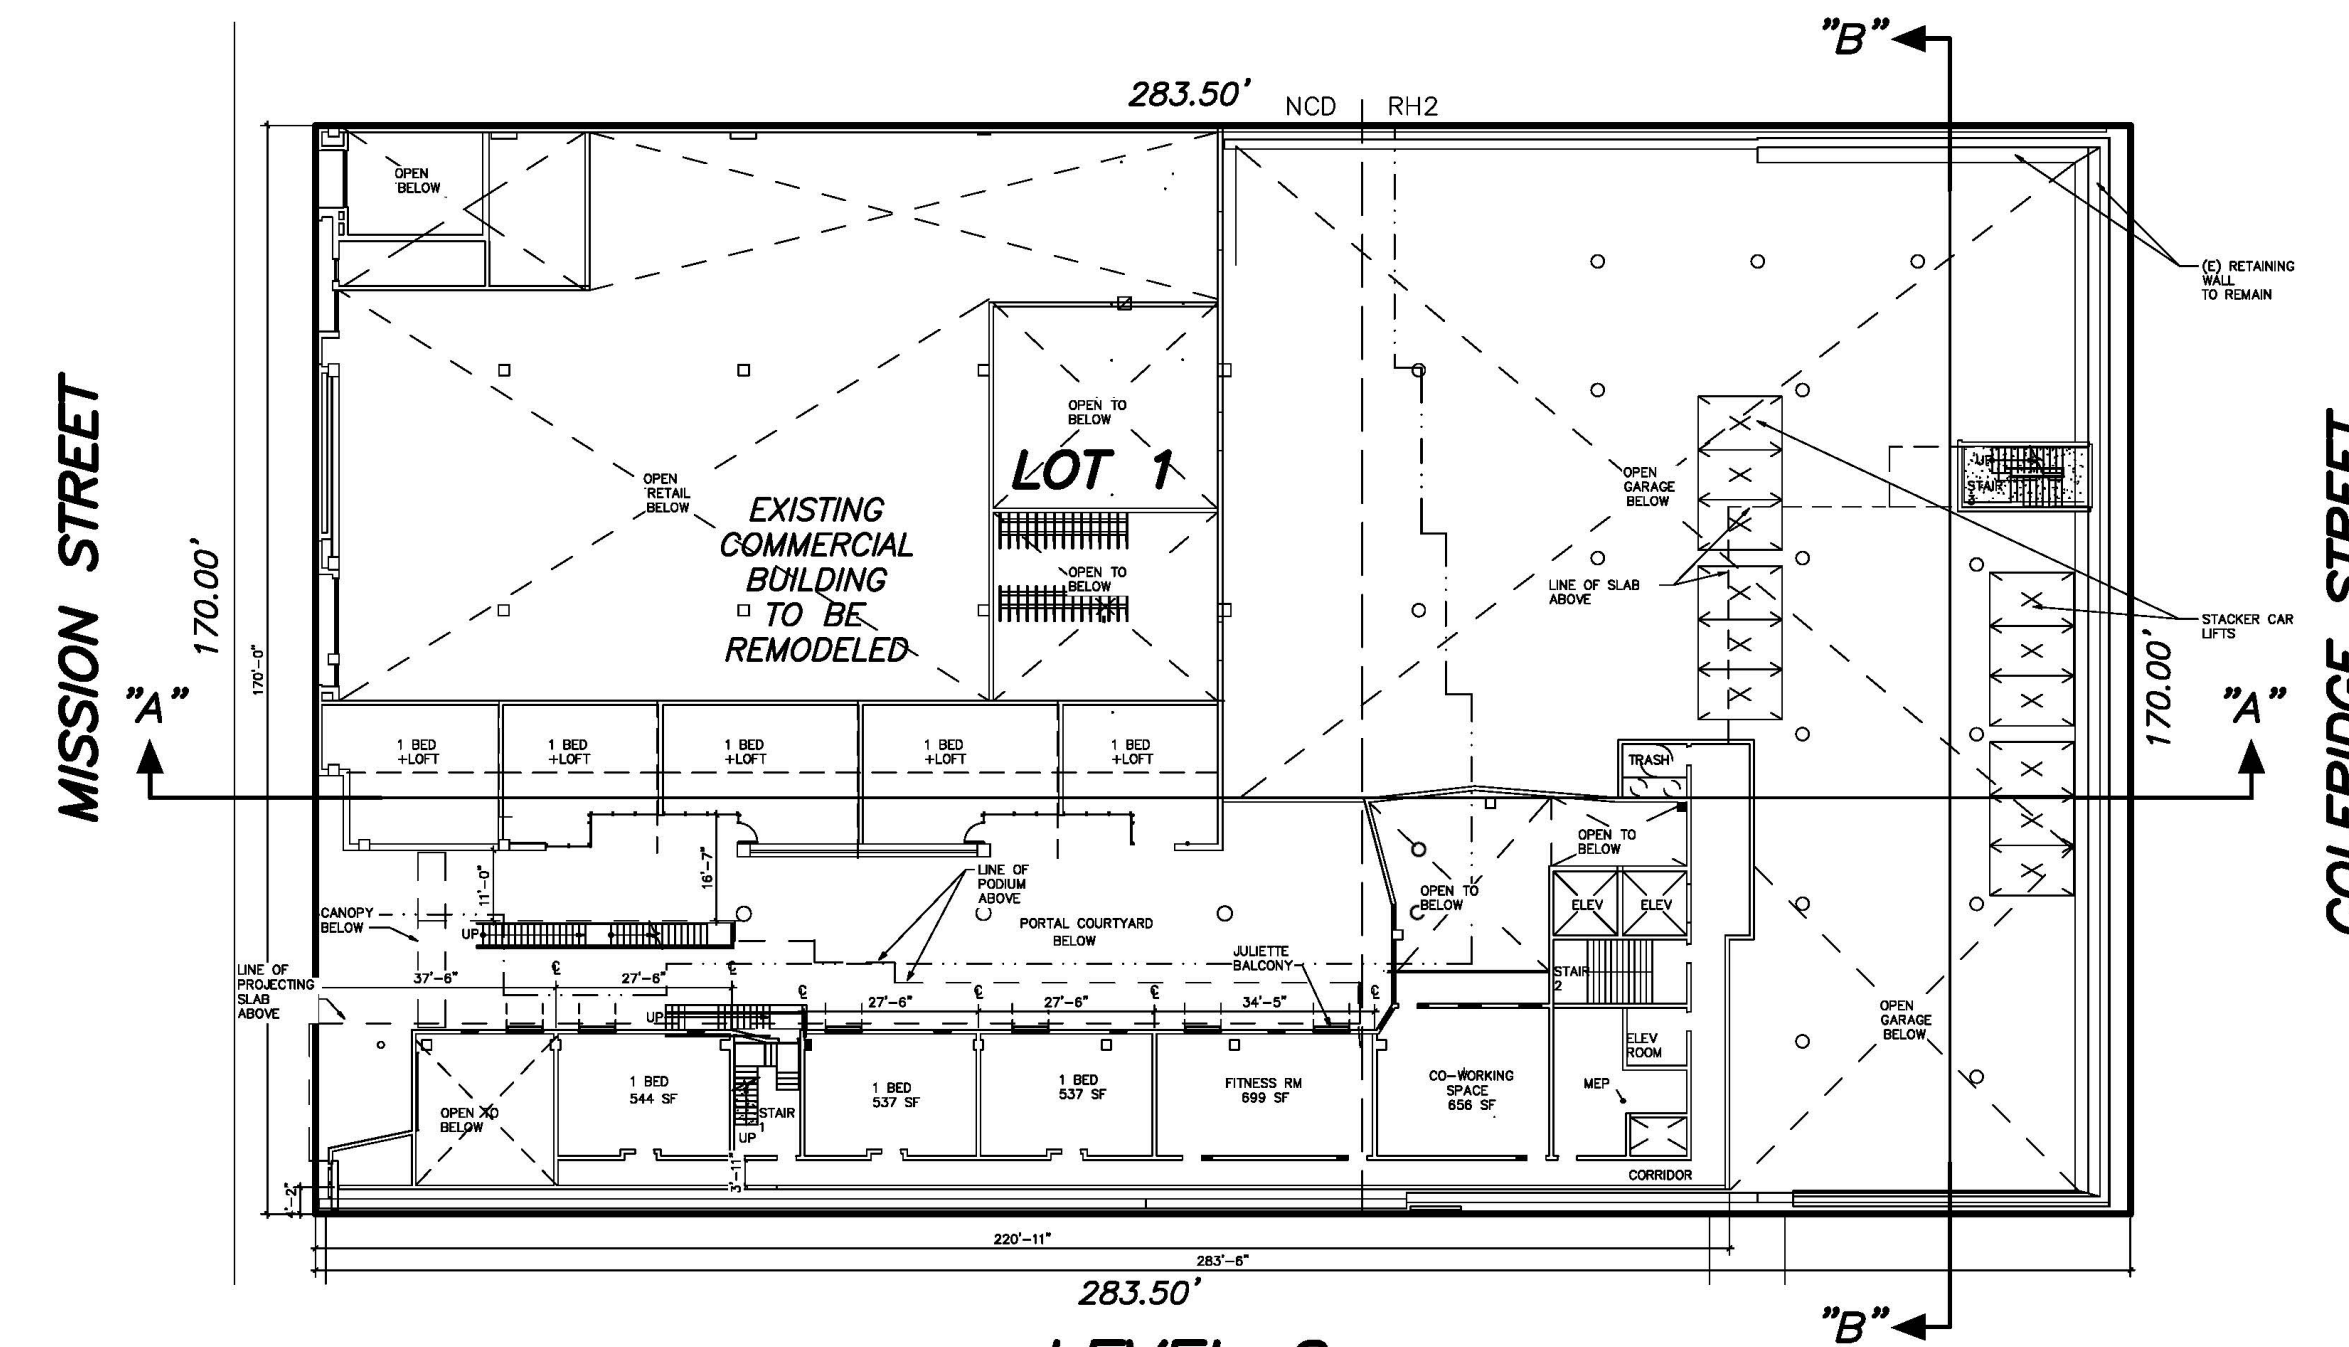 "B"
283.50'
NCD
RH2
OPEN
BELOW
(E) RETAINING
WALL
TO REMAIN
MISSION STREET
170.00'
170'-0"
OPEN TO
BELOW
LOT 1
OPEN
RETAIL
BELOW
EXISTING
COMMERCIAL
BUILDING
TO BE
REMODELED
OPEN TO
BELOW
OPEN
GARAGE
BELOW
LINE OF SLAB
ABOVE
UP
STAIR
3
STACKER CAR
LIFTS
170.00'
COLERIDGE STREET
"A"
"A"
1 BED
+LOFT
1 BED
+LOFT
1 BED
+LOFT
1 BED
+LOFT
1 BED
+LOFT
TRASH
OPEN TO
BELOW
11'-0"
16'-7"
LINE OF
PODIUM
ABOVE
OPEN TO
BELOW
ELEV
ELEV
CANOPY
BELOW
UP
PORTAL COURTYARD
BELOW
JULIETTE
BALCONY
LINE OF
PROJECTING
SLAB
ABOVE
37'-6"
27'-6"
27'-6"
27'-6"
34'-5"
STAIR
2
UP
OPEN
GARAGE
BELOW
ELEV
ROOM
OPEN TO
BELOW
1 BED
544 SF
STAIR
1
UP
1 BED
537 SF
1 BED
537 SF
FITNESS RM
699 SF
CO-WORKING
SPACE
656 SF
MEP
3'-11"
CORRIDOR
4'-2"
220'-11"
283'-6"
283.50'
"B"
LEVEL